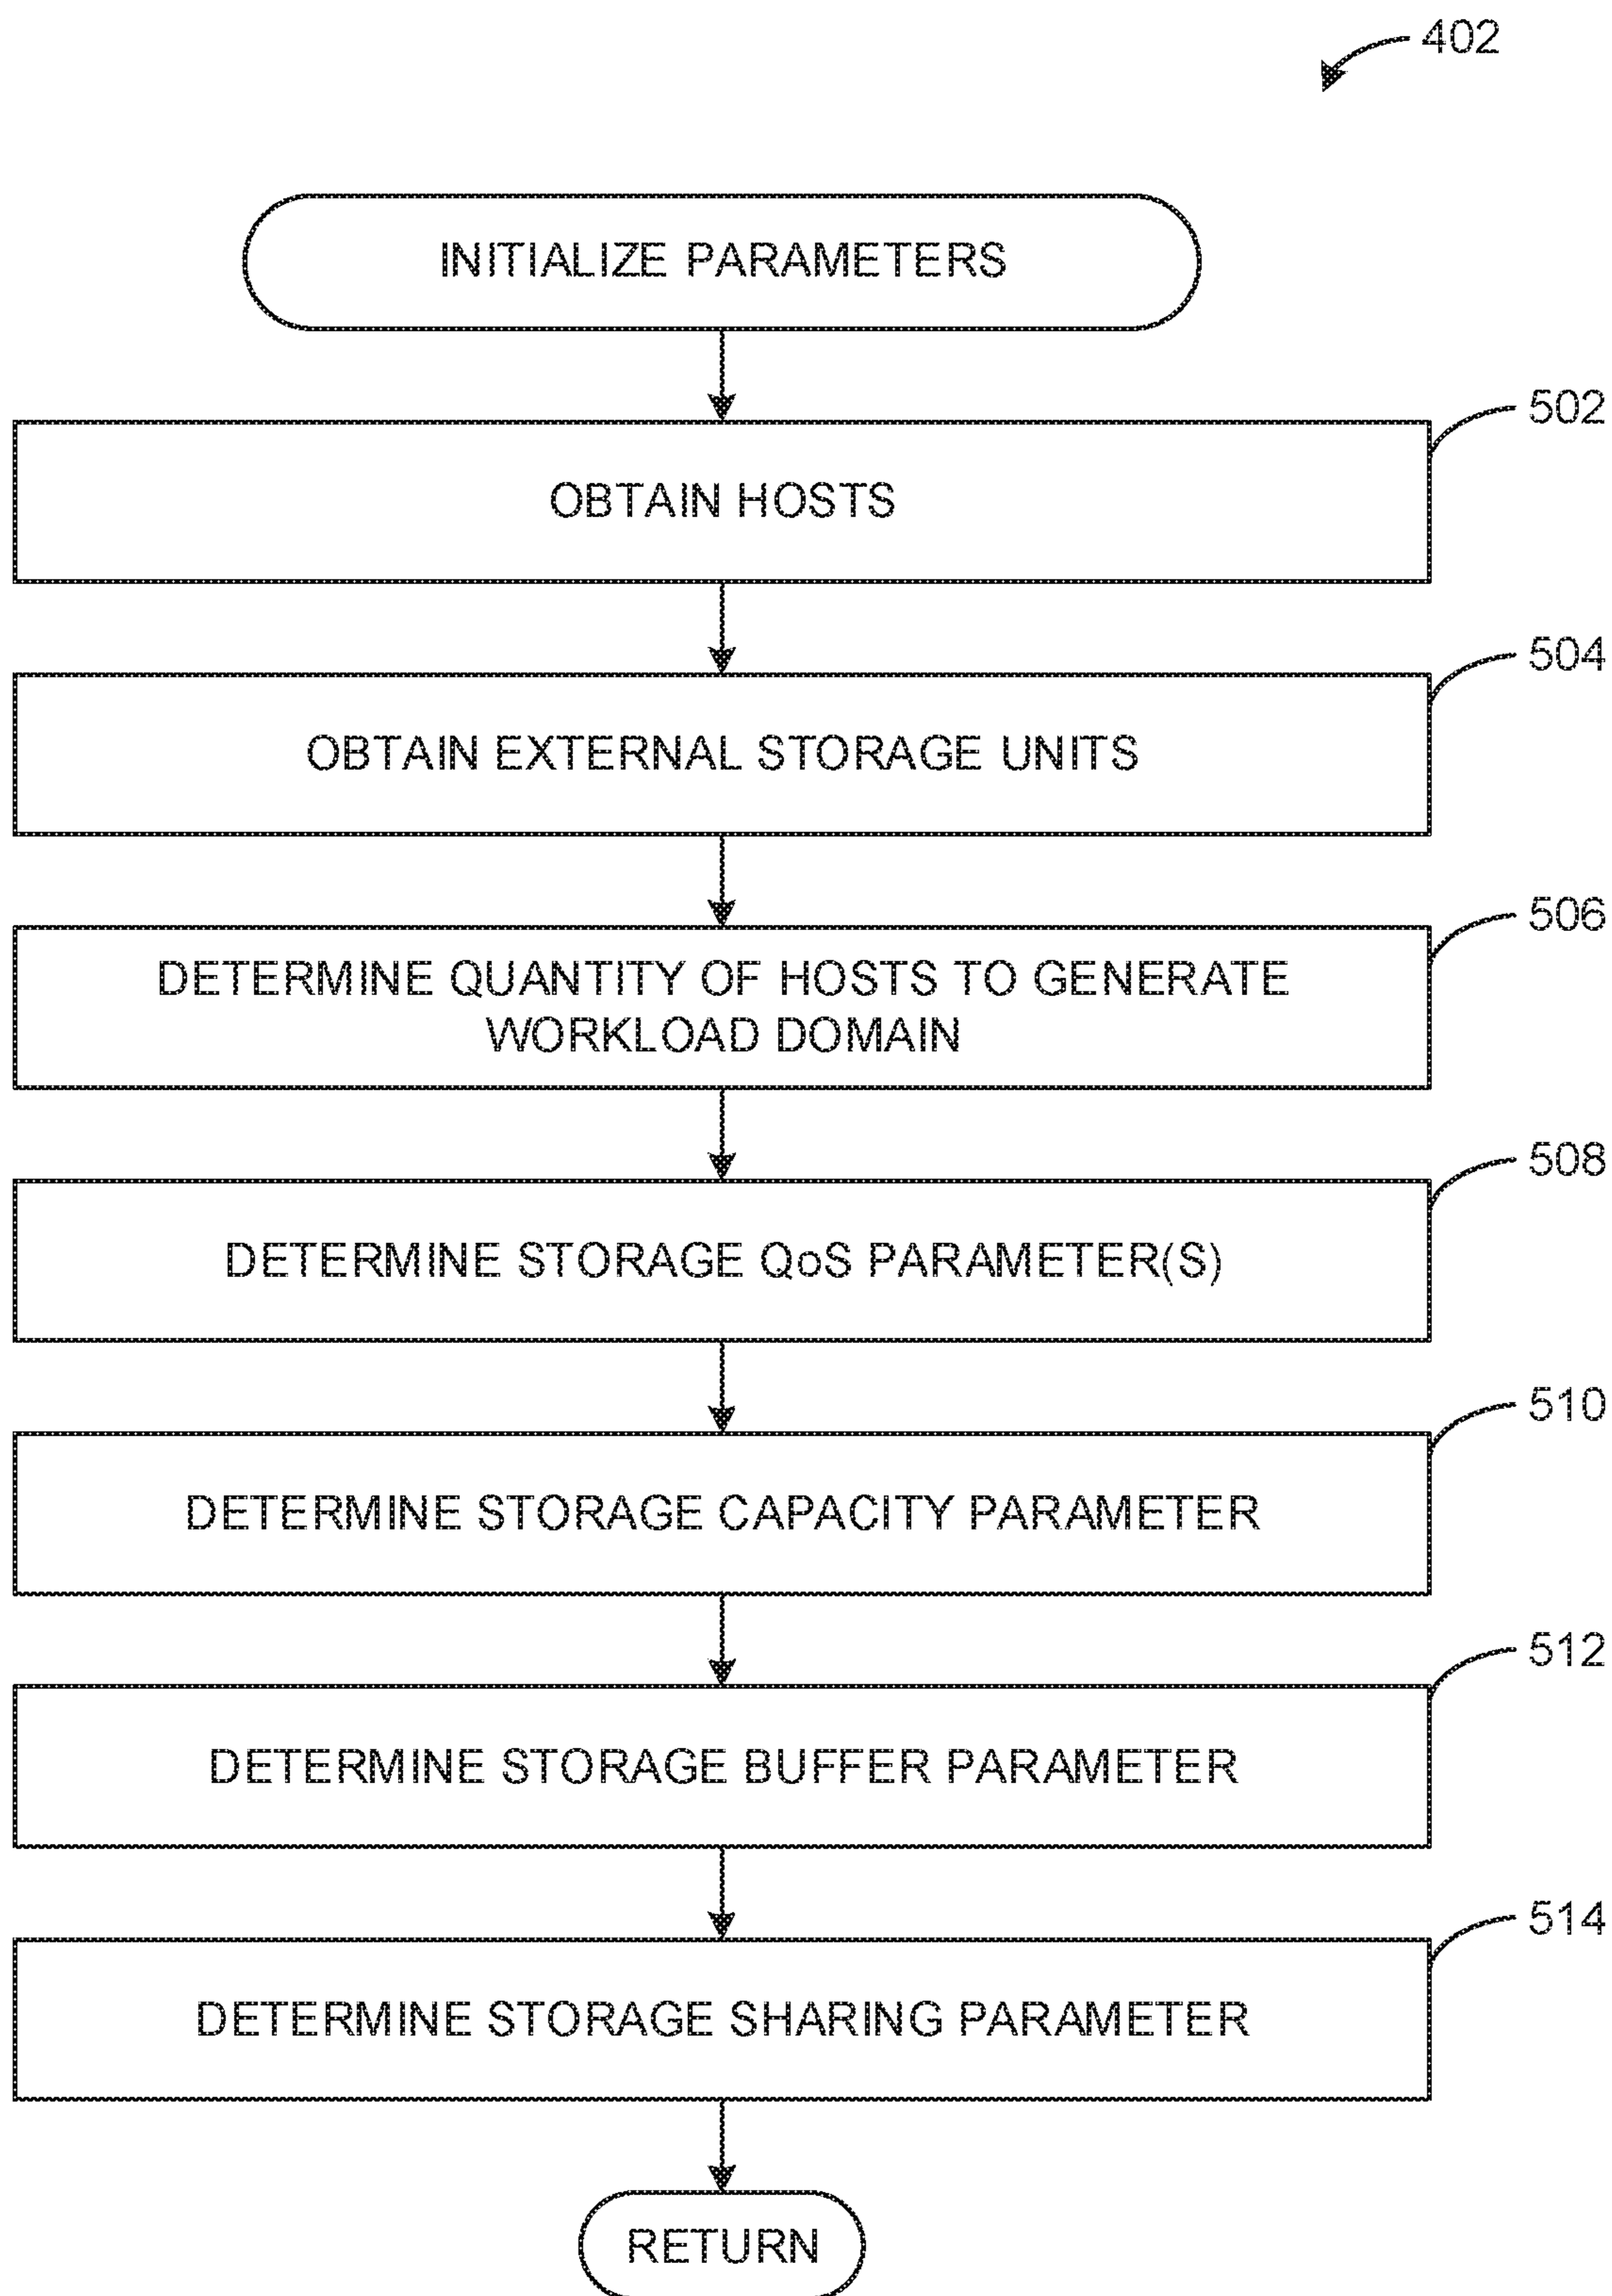 402
INITIALIZE PARAMETERS
502
OBTAIN HOSTS
504
OBTAIN EXTERNAL STORAGE UNITS
506
DETERMINE QUANTITY OF HOSTS TO GENERATE
WORKLOAD DOMAIN
508
DETERMINE STORAGE QoS PARAMETER(S)
510
DETERMINE STORAGE CAPACITY PARAMETER
512
DETERMINE STORAGE BUFFER PARAMETER
514
DETERMINE STORAGE SHARING PARAMETER
RETURN